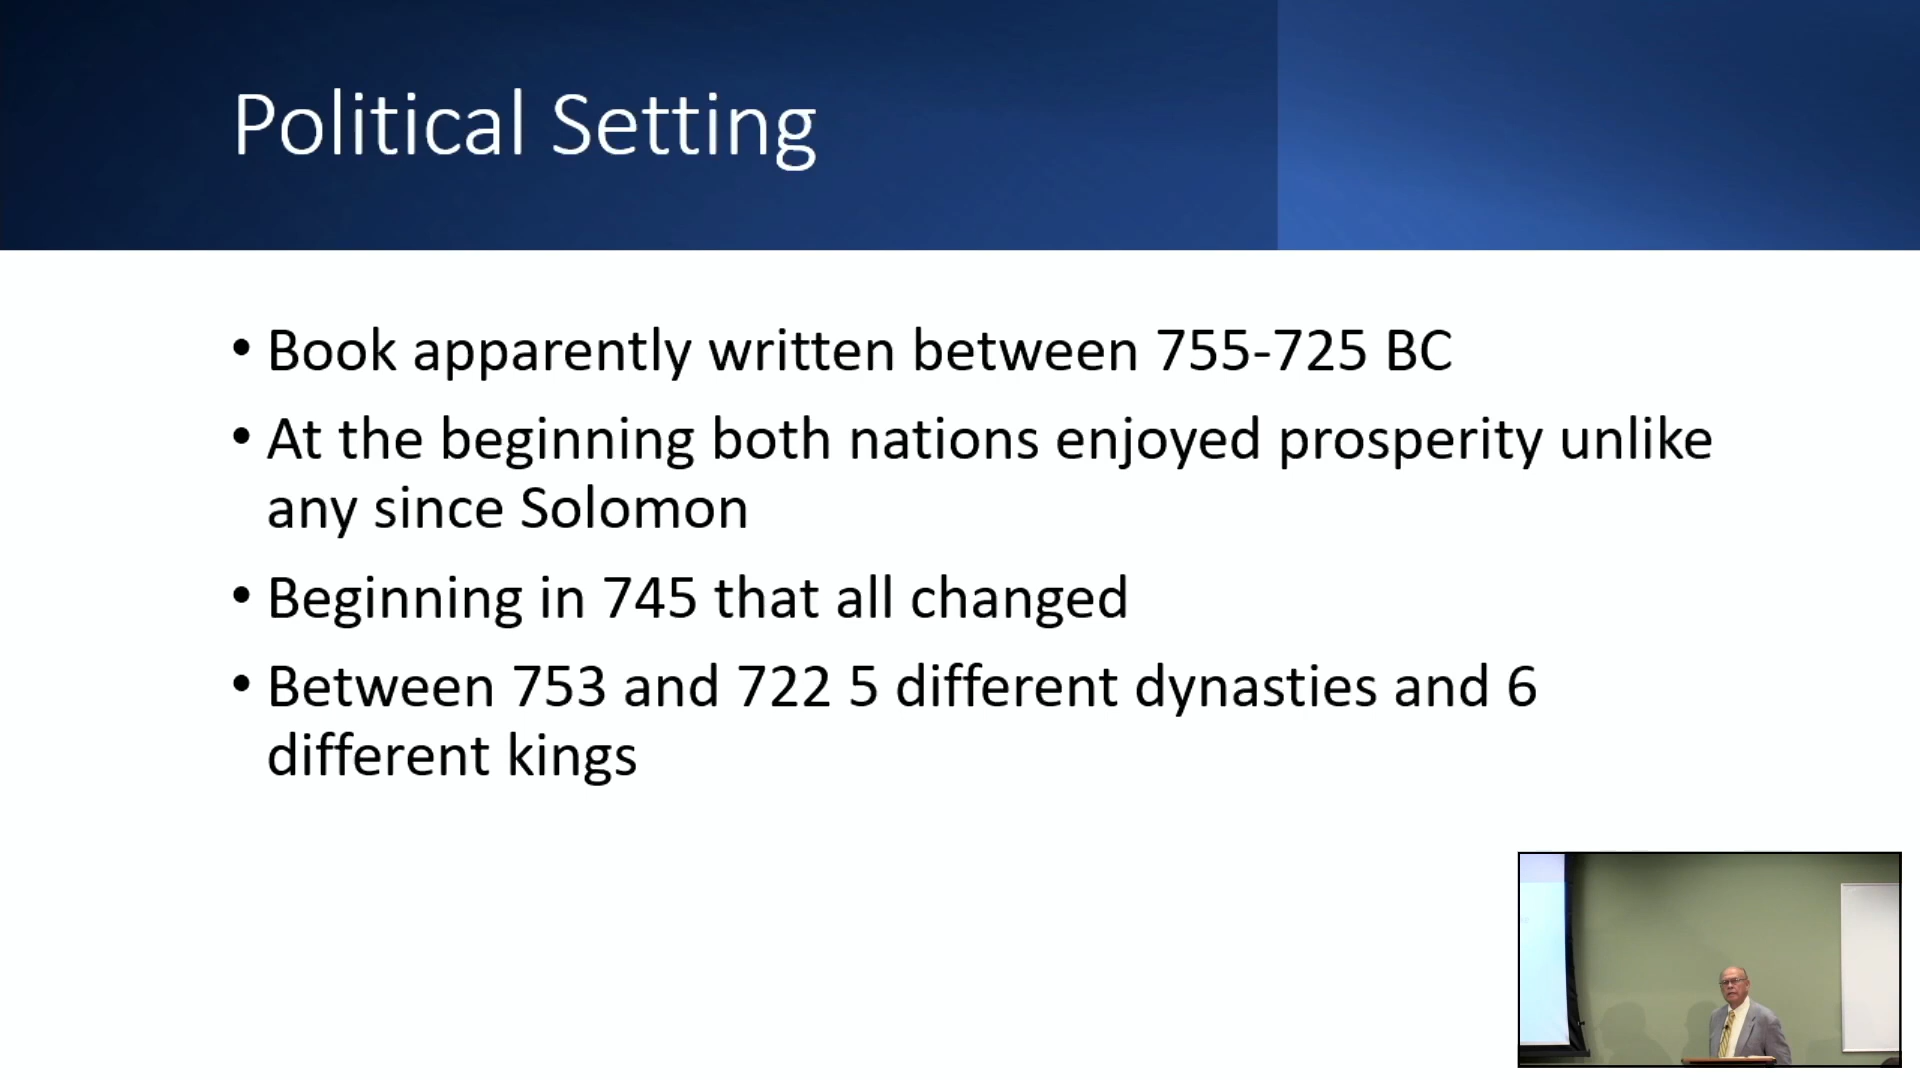 Political Setting
• Book apparently written between 755-725 BC
• At the beginning both nations enjoyed prosperity unlike
any since Solomon
• Beginning in 745 that all changed
• Between 753 and 722 5 different dynasties and 6
different kings